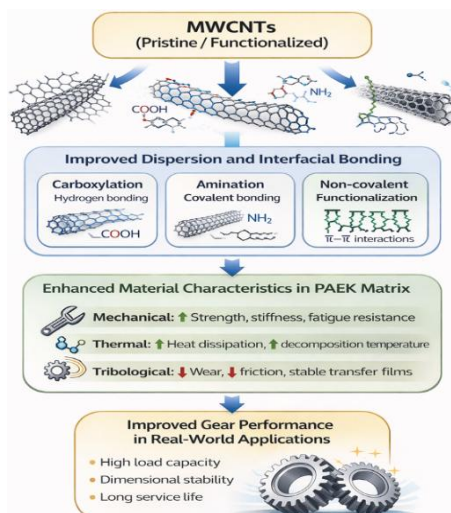 MWCNTs
(Pristine / Functionalized)
COOH
NH₂
Improved Dispersion and Interfacial Bonding
Carboxylation
Hydrogen bonding
COOH
Amination
Covalent bonding
NH₂
Non-covalent
Functionalization
π–π interactions
Enhanced Material Characteristics in PAEK Matrix
Mechanical: ↑ Strength, stiffness, fatigue resistance
Thermal: ↑ Heat dissipation, ↑ decomposition temperature
Tribological: ↓ Wear, ↓ friction, stable transfer films
Improved Gear Performance
in Real-World Applications
• High load capacity
• Dimensional stability
• Long service life